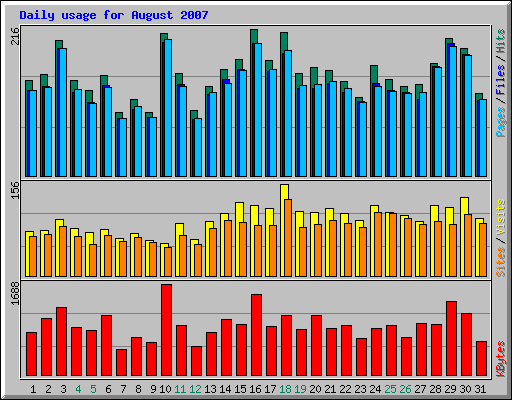 Daily usage for August 2007
216
Pages / Files / Hits
156
Sites / Visits
1688
KBytes
1 2 3 4 5 6 7 8 9 10 11 12 13 14 15 16 17 18 19 20 21 22 23 24 25 26 27 28 29 30 31